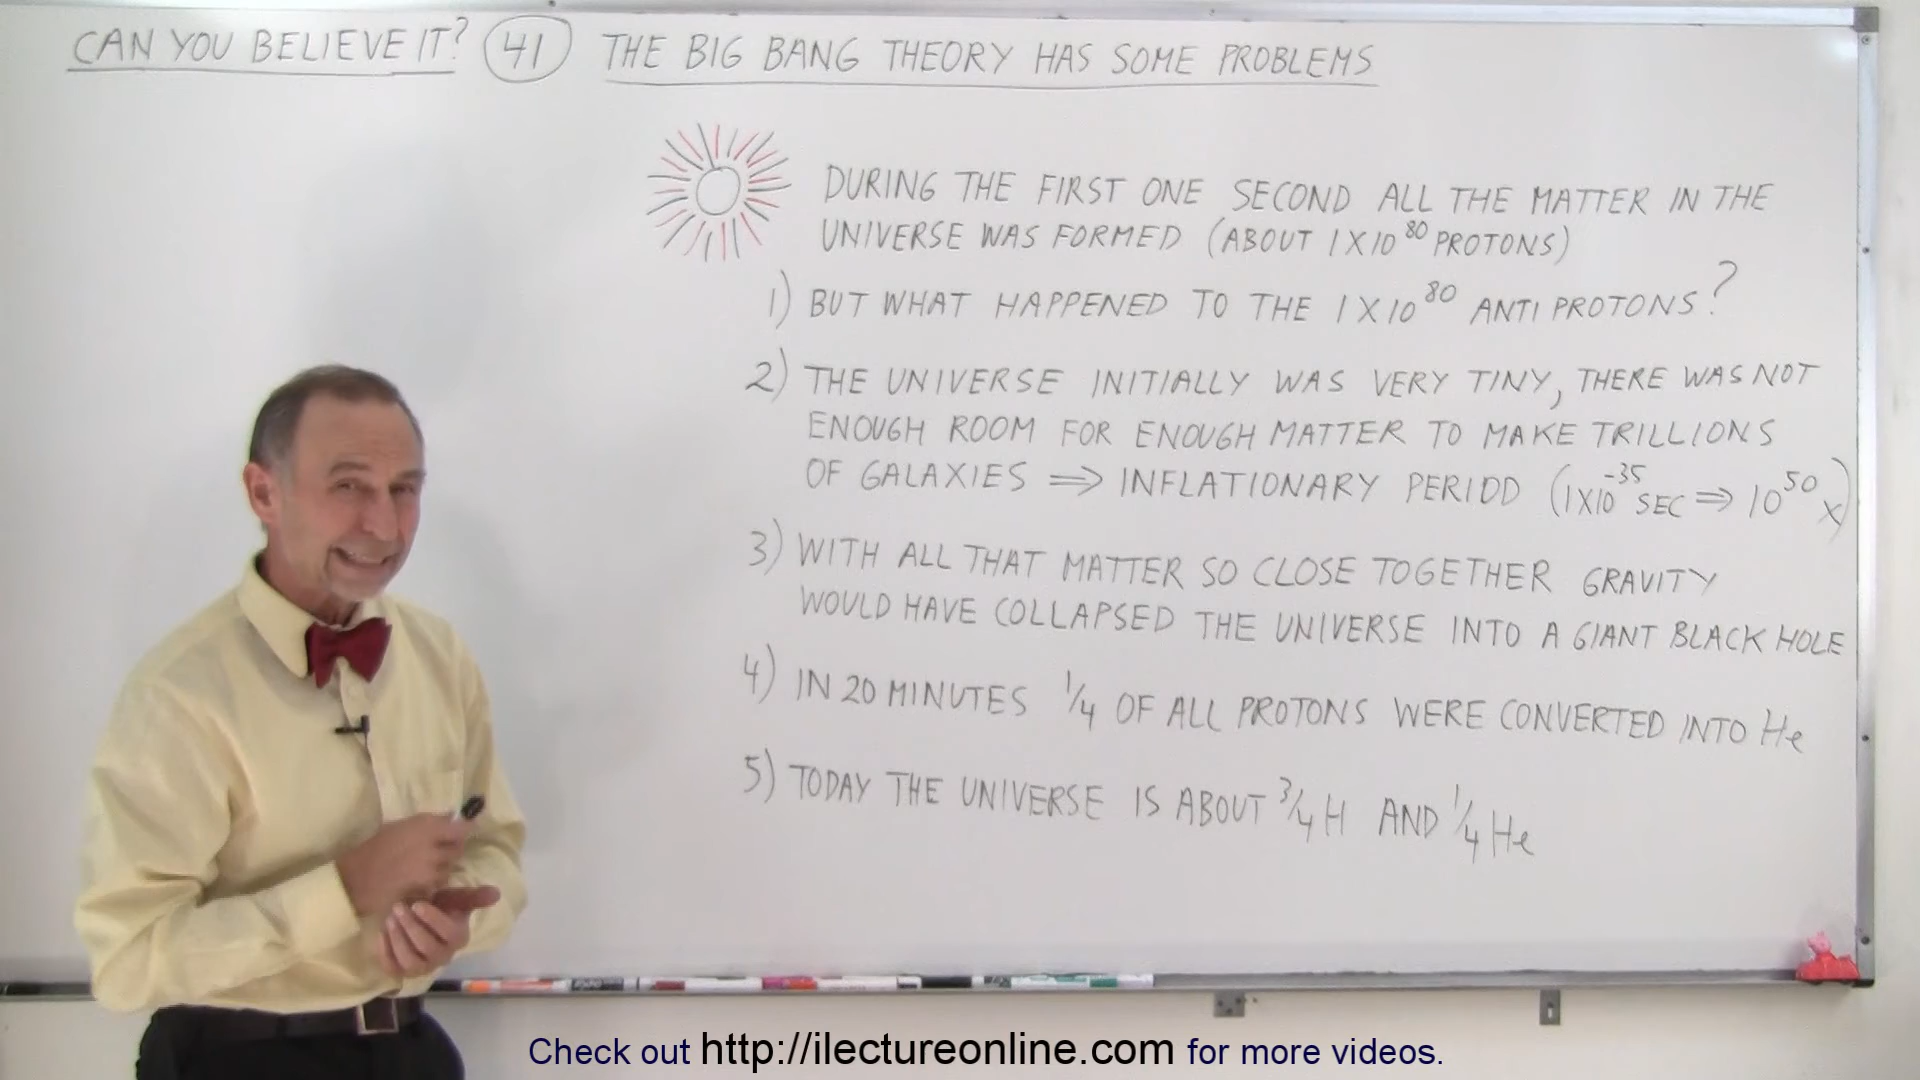 CAN YOU BELIEVE IT? 41 THE BIG BANG THEORY HAS SOME PROBLEMS
DURING THE FIRST ONE SECOND ALL THE MATTER IN THE
UNIVERSE WAS FORMED (ABOUT 1X10^80 PROTONS)
1) BUT WHAT HAPPENED TO THE 1X10^80 ANTI PROTONS?
2) THE UNIVERSE INITIALLY WAS VERY TINY, THERE WAS NOT
ENOUGH ROOM FOR ENOUGH MATTER TO MAKE TRILLIONS
OF GALAXIES ⇒ INFLATIONARY PERIOD (1X10^-35 SEC ⇒ 10^50 X)
3) WITH ALL THAT MATTER SO CLOSE TOGETHER GRAVITY
WOULD HAVE COLLAPSED THE UNIVERSE INTO A GIANT BLACK HOLE
4) IN 20 MINUTES 1/4 OF ALL PROTONS WERE CONVERTED INTO He
5) TODAY THE UNIVERSE IS ABOUT 3/4 H AND 1/4 He
Check out http://ilectureonline.com for more videos.